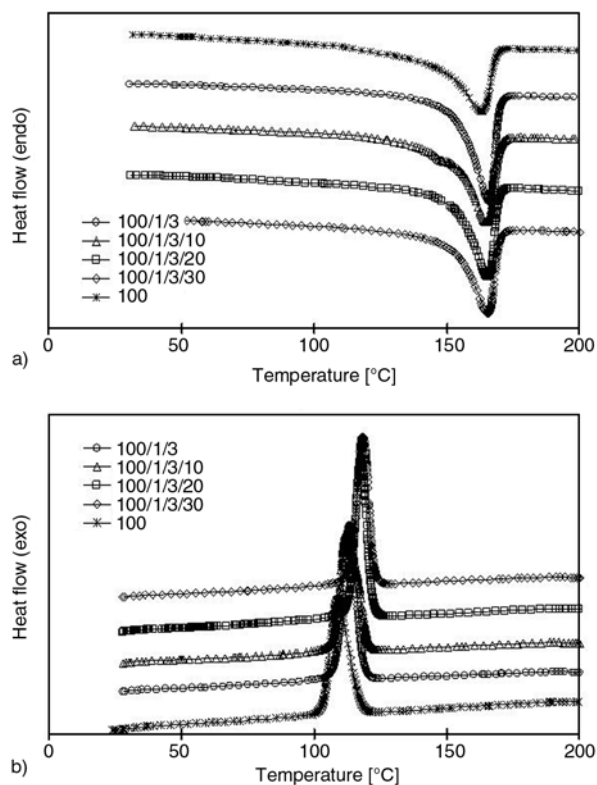 Heat flow (endo)
100/1/3
100/1/3/10
100/1/3/20
100/1/3/30
100
0 50 100 150 200
a)
Temperature [°C]
Heat flow (exo)
100/1/3
100/1/3/10
100/1/3/20
100/1/3/30
100
0 50 100 150 200
b)
Temperature [°C]